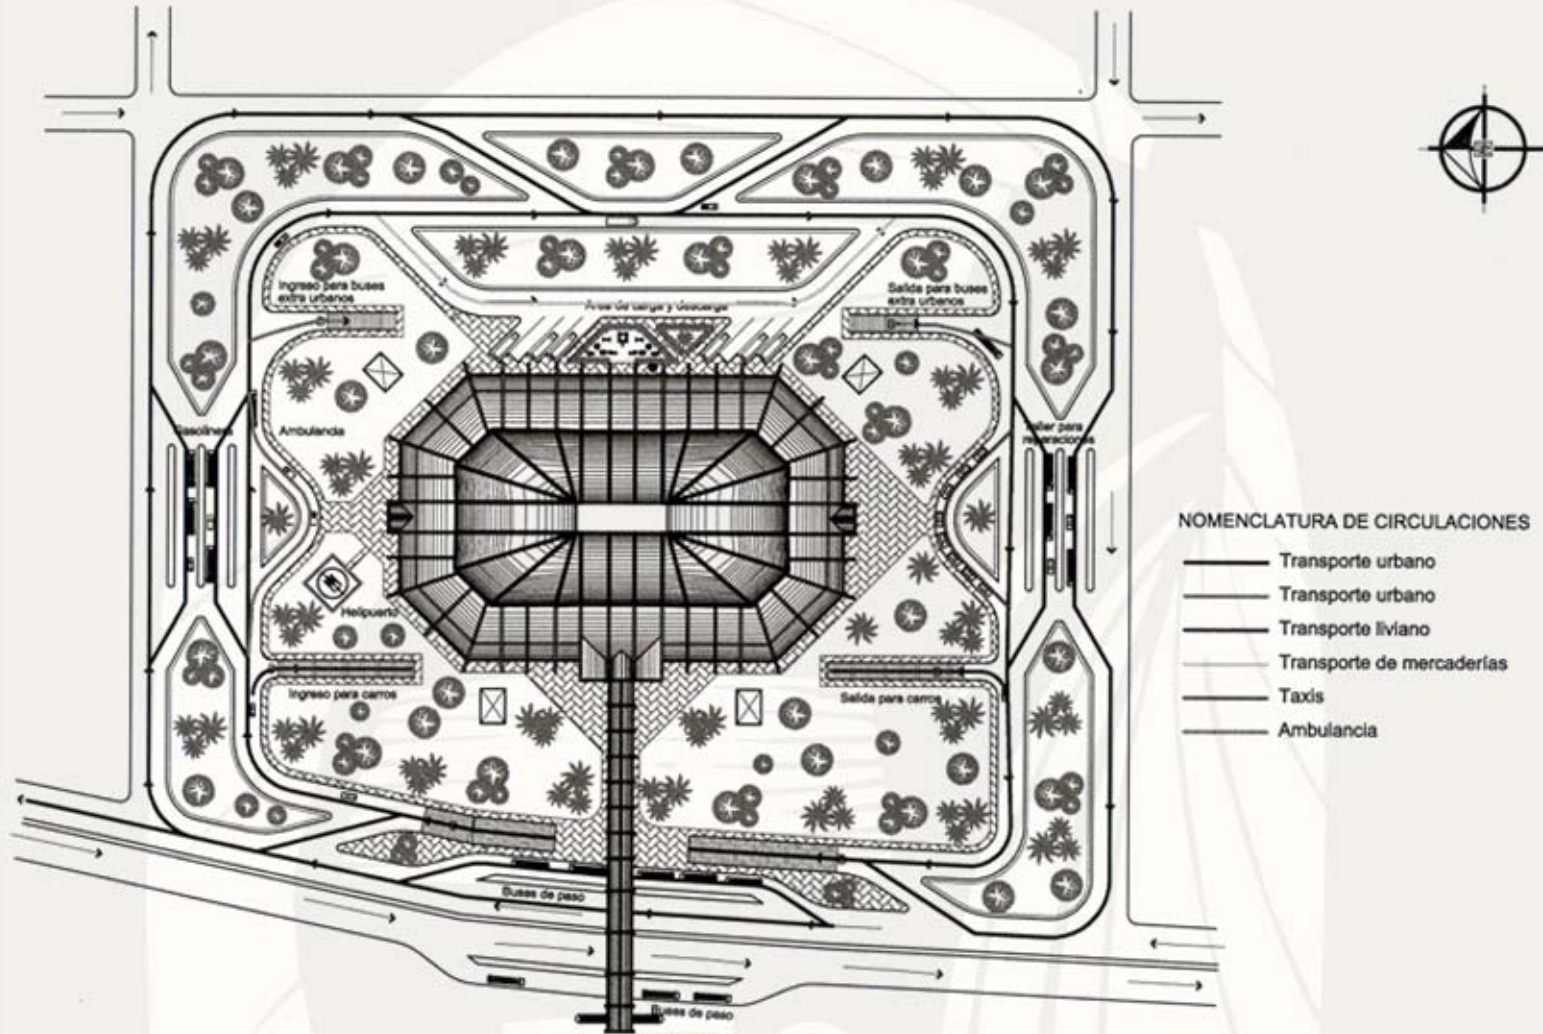 Ingreso para buses
extra urbanos
Salida para buses
extra urbanos
Area de carga y descarga
Gasolinera
Ambulancia
Taller para
reparaciones
NOMENCLATURA DE CIRCULACIONES
Transporte urbano
Transporte urbano
Transporte liviano
Transporte de mercaderías
Taxis
Ambulancia
Helipuerto
Ingreso para carros
Salida para carros
Buses de paso
Buses de paso